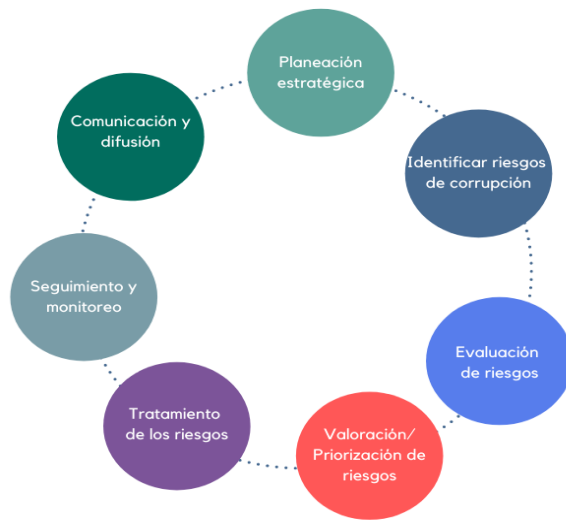 Planeación
estratégica
Identificar riesgos
de corrupción
Evaluación
de riesgos
Valoración/
Priorización de
riesgos
Tratamiento
de los riesgos
Seguimiento y
monitoreo
Comunicación y
difusión